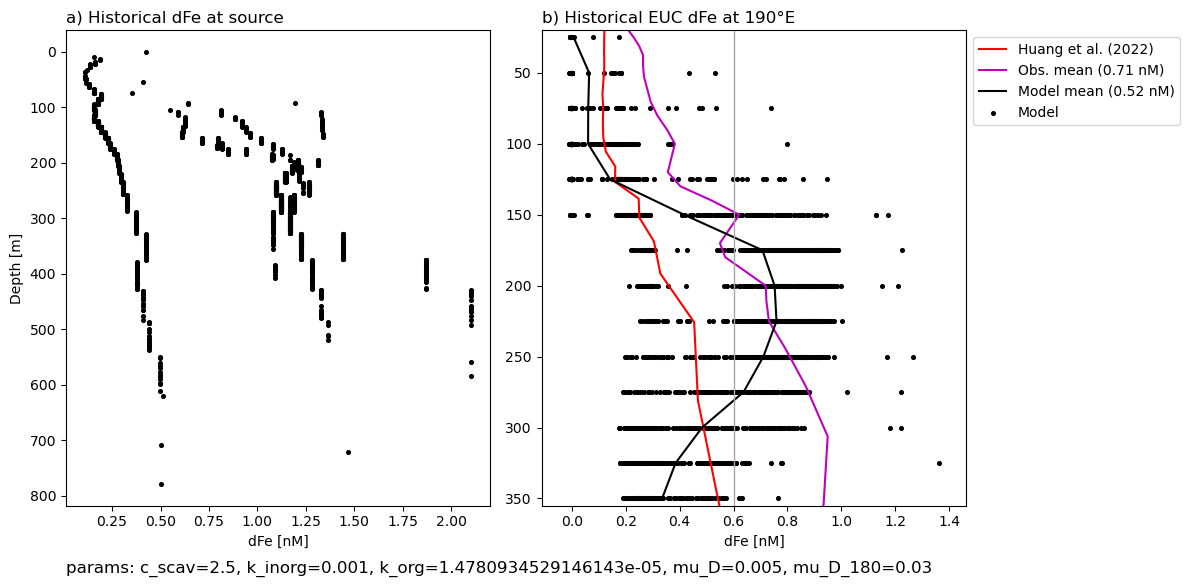 a) Historical dFe at source
b) Historical EUC dFe at 190°E
Huang et al. (2022)
Obs. mean (0.71 nM)
Model mean (0.52 nM)
Model
Depth [m]
0
100
200
300
400
500
600
700
800
0.25 0.50 0.75 1.00 1.25 1.50 1.75 2.00
dFe [nM]
50
100
150
200
250
300
350
0.0 0.2 0.4 0.6 0.8 1.0 1.2 1.4
dFe [nM]
params: c_scav=2.5, k_inorg=0.001, k_org=1.4780934529146143e-05, mu_D=0.005, mu_D_180=0.03